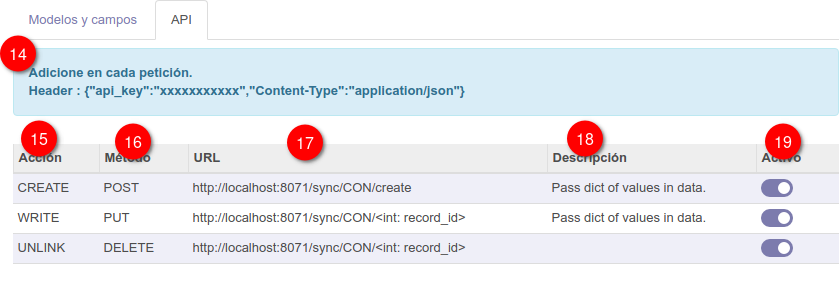 Modelos y campos API
14
Adicione en cada petición.
Header : {"api_key":"xxxxxxxxxxx","Content-Type":"application/json"}
15 16 17 18 19
Acción Método URL Descripción Activo
CREATE POST http://localhost:8071/sync/CON/create Pass dict of values in data.
WRITE PUT http://localhost:8071/sync/CON/<int: record_id> Pass dict of values in data.
UNLINK DELETE http://localhost:8071/sync/CON/<int: record_id>